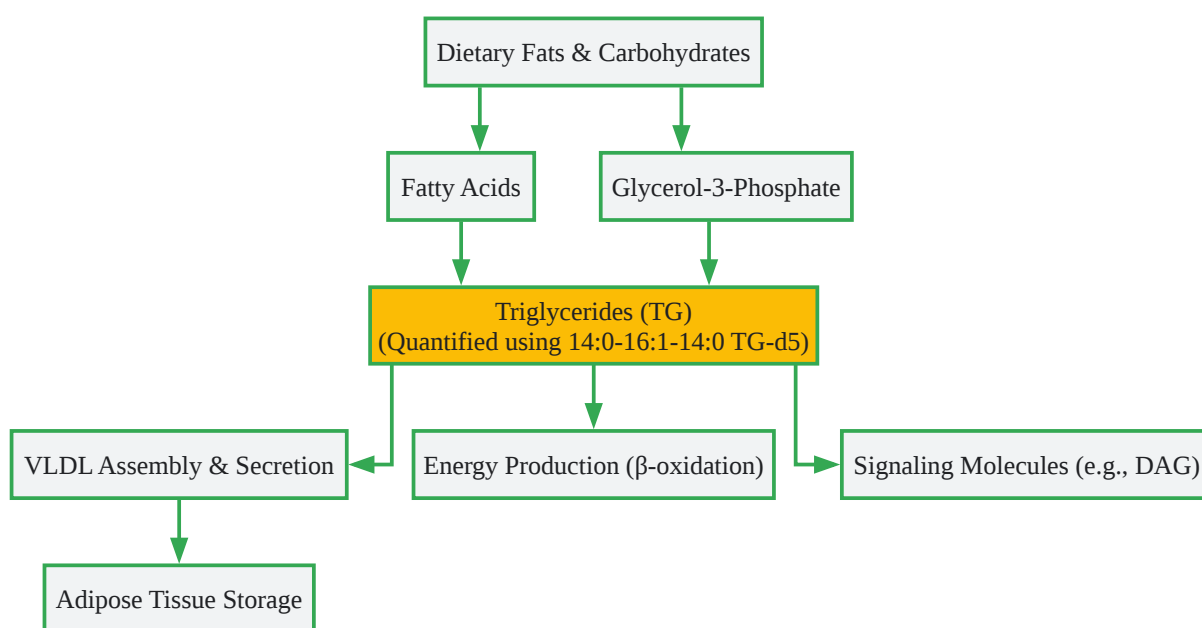 Dietary Fats & Carbohydrates
Fatty Acids
Glycerol-3-Phosphate
Triglycerides (TG)
(Quantified using 14:0-16:1-14:0 TG-d5)
VLDL Assembly & Secretion
Energy Production (β-oxidation)
Signaling Molecules (e.g., DAG)
Adipose Tissue Storage